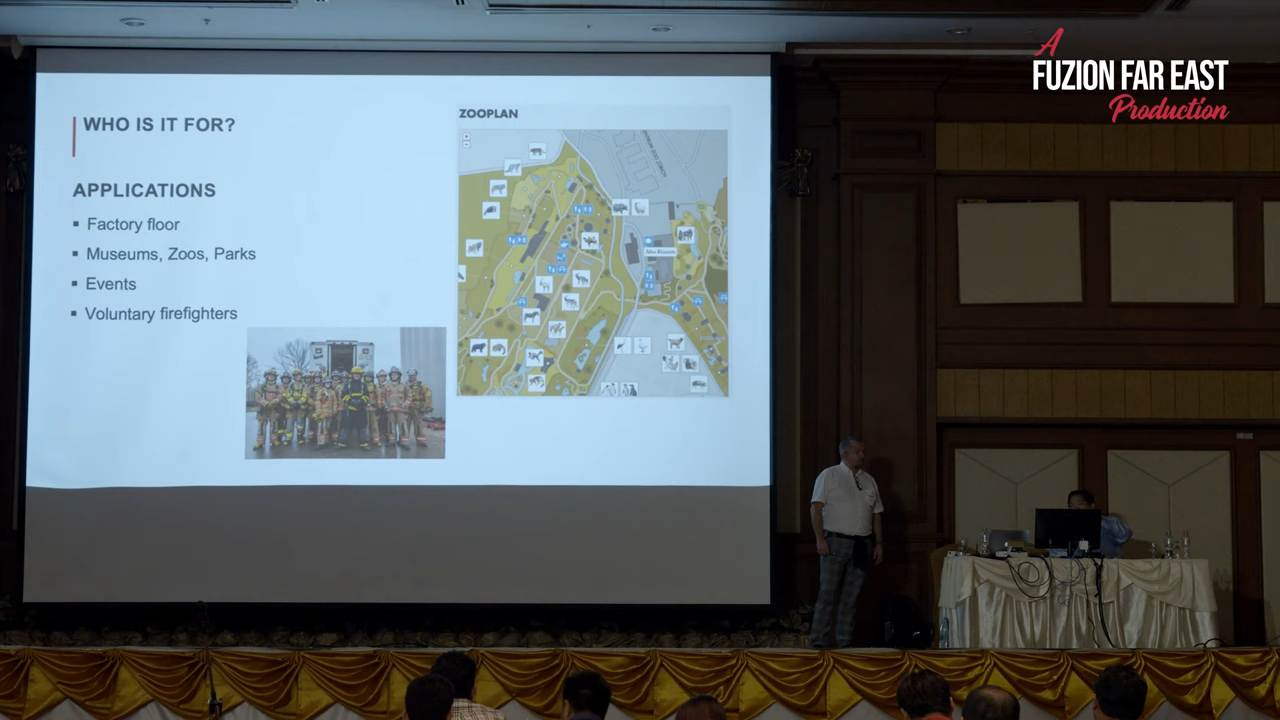 WHO IS IT FOR?
APPLICATIONS
▪ Factory floor
▪ Museums, Zoos, Parks
▪ Events
▪ Voluntary firefighters
ZOOPLAN
A
FUZION FAR EAST
Production